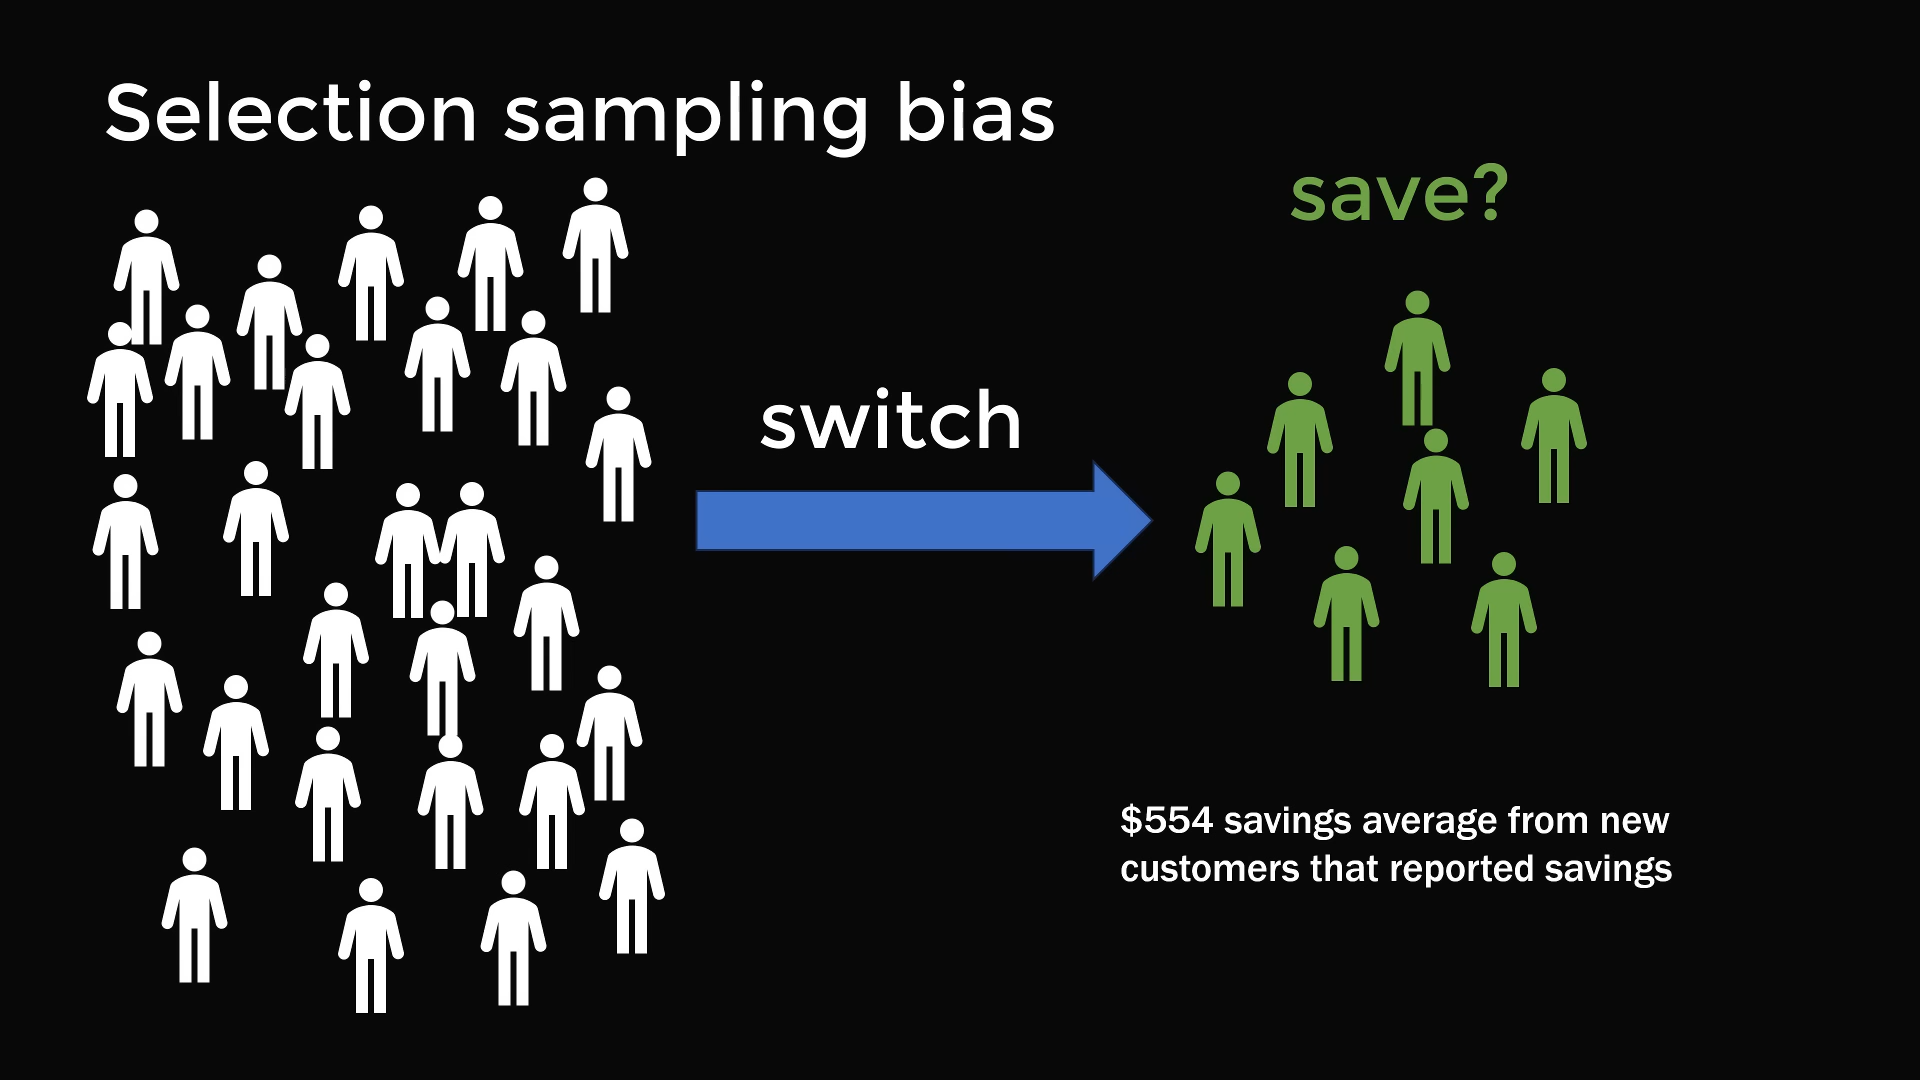 Selection sampling bias
save?
switch
$554 savings average from new
customers that reported savings